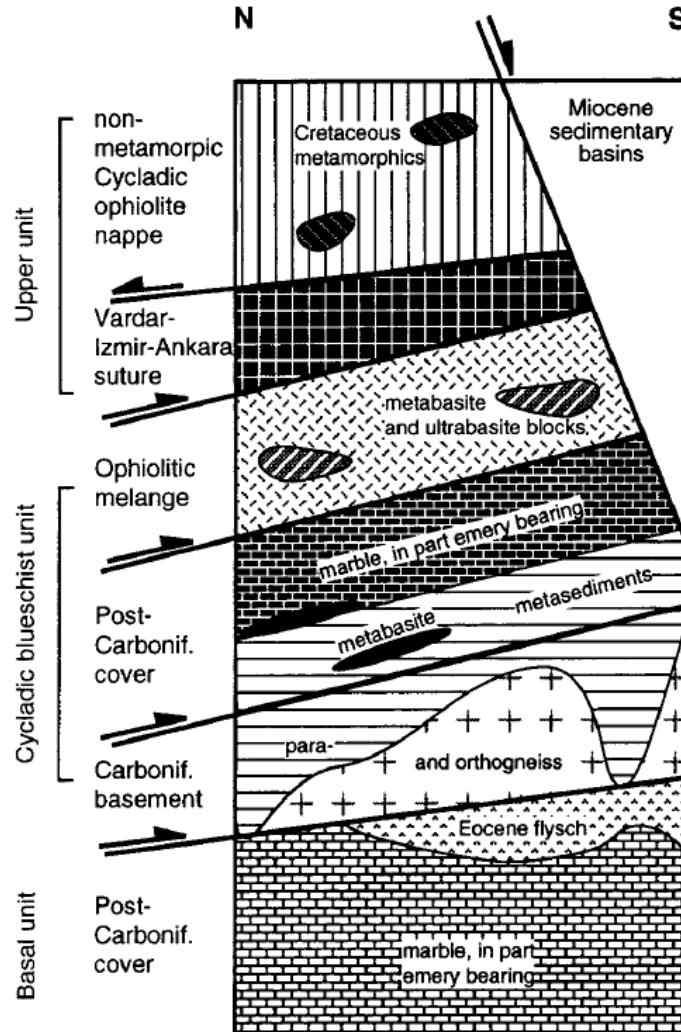 N
S
non-
metamorpic
Cycladic
ophiolite
nappe
Upper unit
Vardar-
Izmir-Ankara
suture
Ophiolitic
melange
Cycladic blueschist unit
Post-
Carbonif.
cover
Carbonif.
basement
Basal unit
Post-
Carbonif.
cover
Cretaceous
metamorphics
Miocene
sedimentary
basins
metabasite
and ultrabasite blocks
marble, in part emery bearing
metasediments
metabasite
para-
and orthogneiss
Eocene flysch
marble, in part
emery bearing